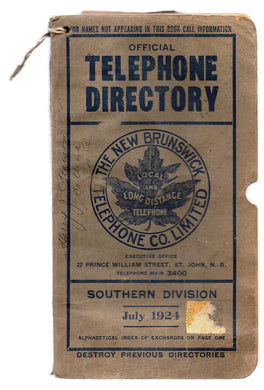 FOR NAMES NOT APPEARING IN THIS BOOK CALL INFORMATION
OFFICIAL
TELEPHONE
DIRECTORY
THE NEW BRUNSWICK
TELEPHONE CO. LIMITED
LOCAL
AND
LONG DISTANCE
TELEPHONE
EXECUTIVE OFFICE
22 PRINCE WILLIAM STREET, ST. JOHN, N. B.
TELEPHONE MAIN 3400
SOUTHERN DIVISION
July 1924
ALPHABETICAL INDEX OF EXCHANGES ON PAGE ONE
DESTROY PREVIOUS DIRECTORIES